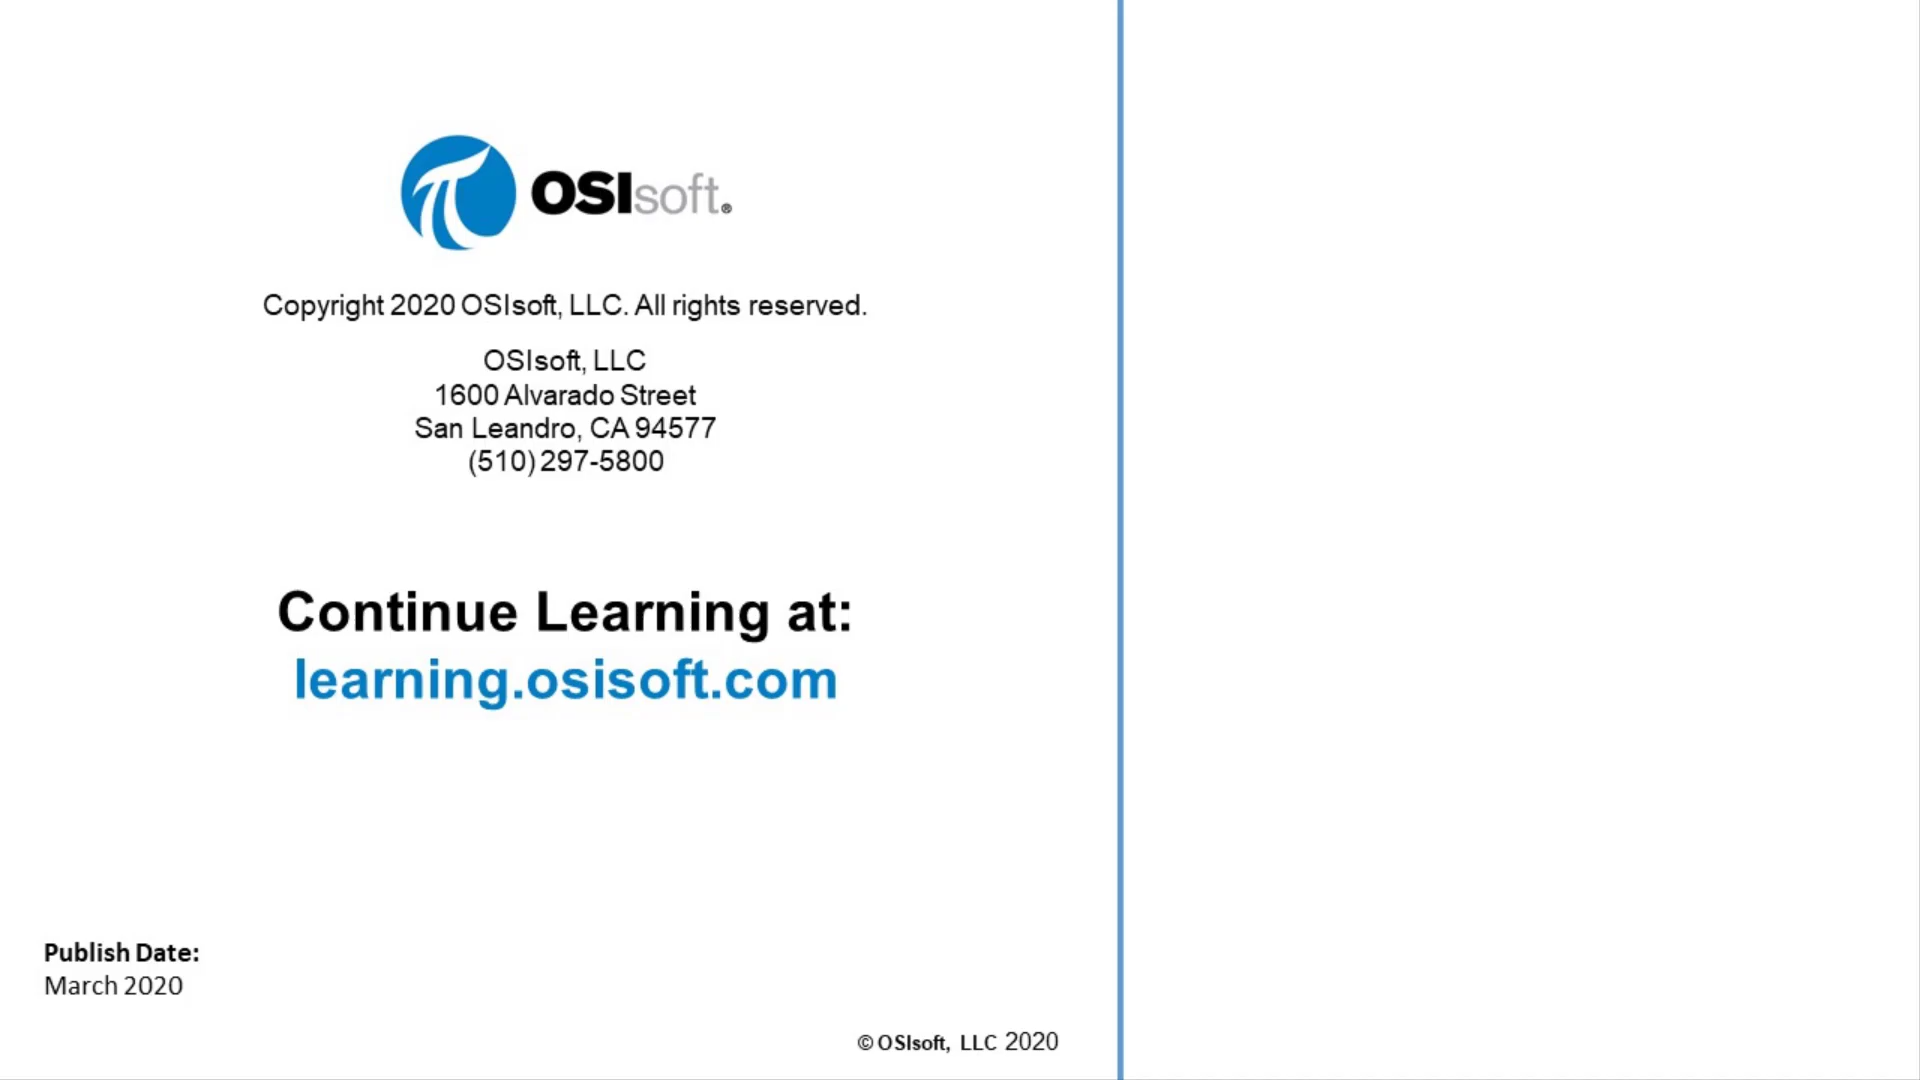 OSIsoft®
Copyright 2020 OSIsoft, LLC. All rights reserved.
OSIsoft, LLC
1600 Alvarado Street
San Leandro, CA 94577
(510) 297-5800
Continue Learning at:
learning.osisoft.com
Publish Date:
March 2020
© OSIsoft, LLC 2020